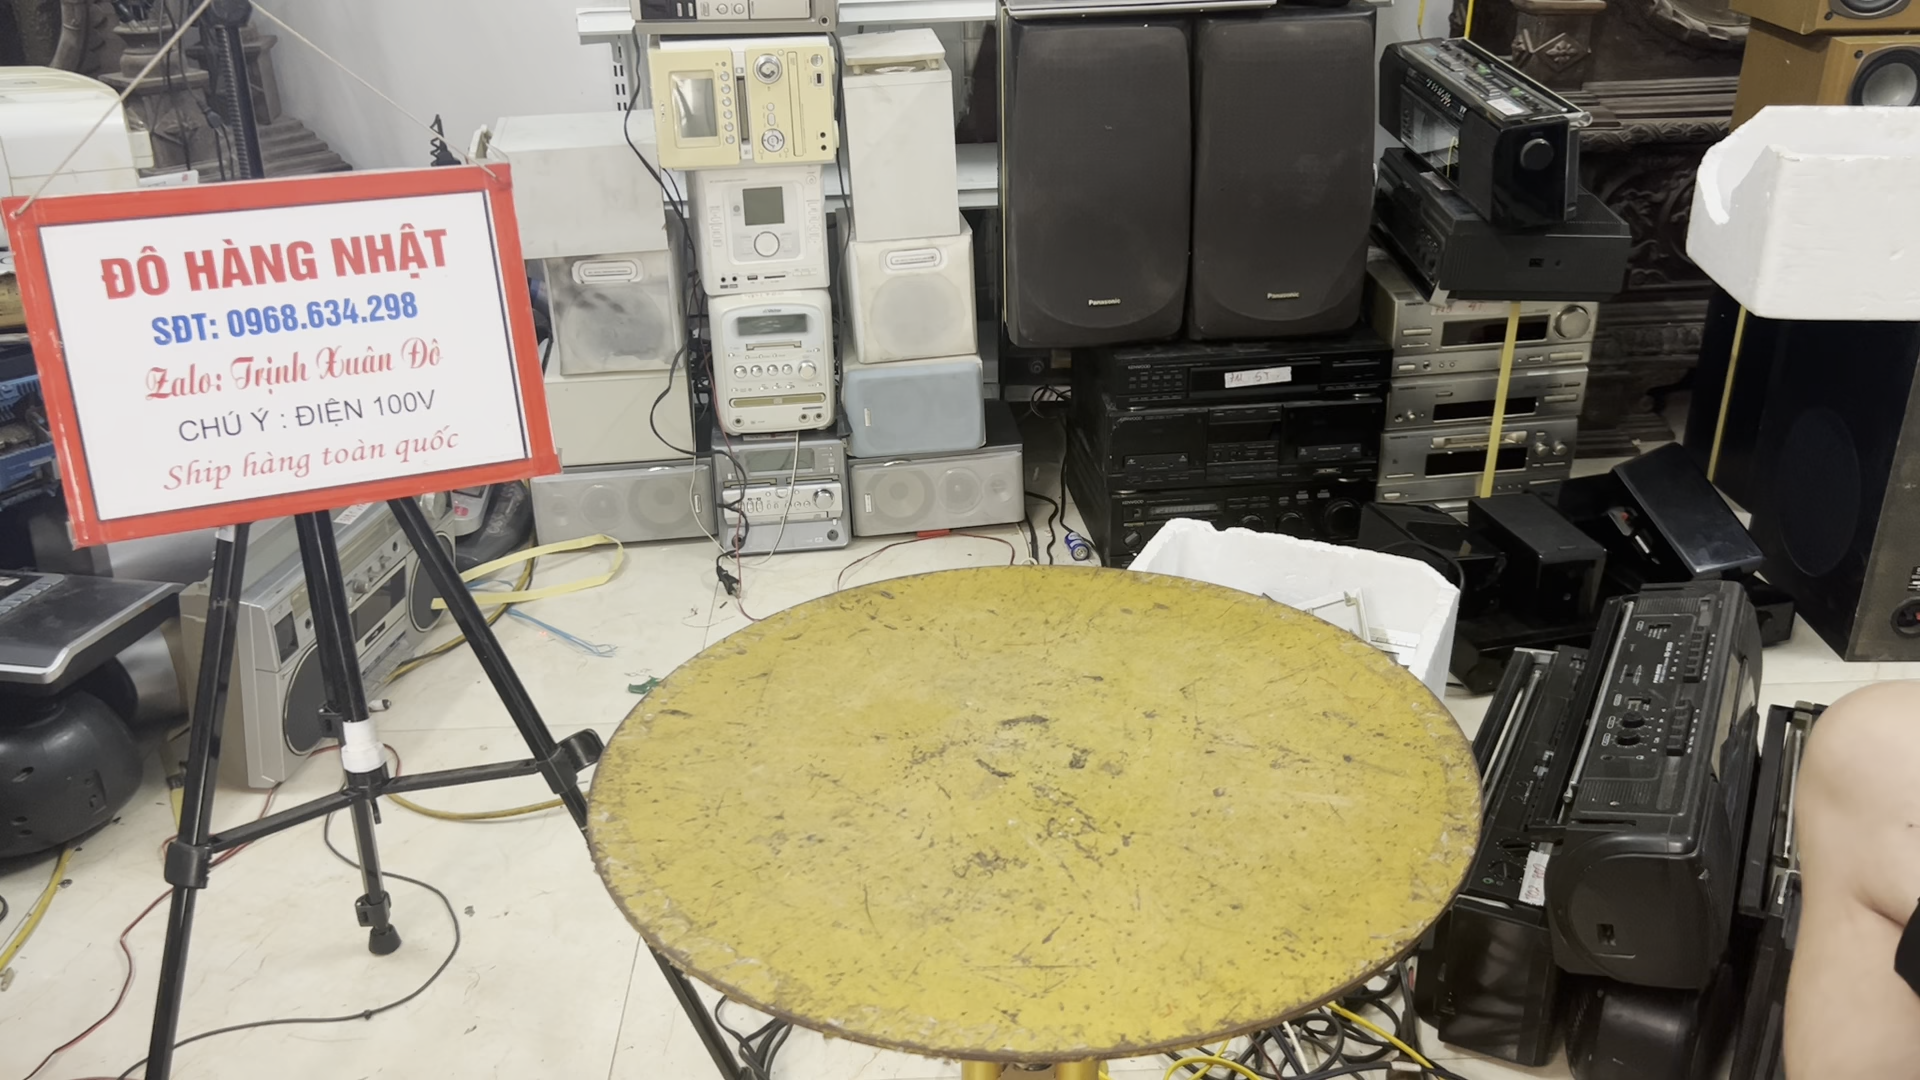 ĐÔ HÀNG NHẬT
SĐT: 0968.634.298
Zalo: Trịnh Xuân Đô
CHÚ Ý : ĐIỆN 100V
Ship hàng toàn quốc
Panasonic
Panasonic
KENWOOD